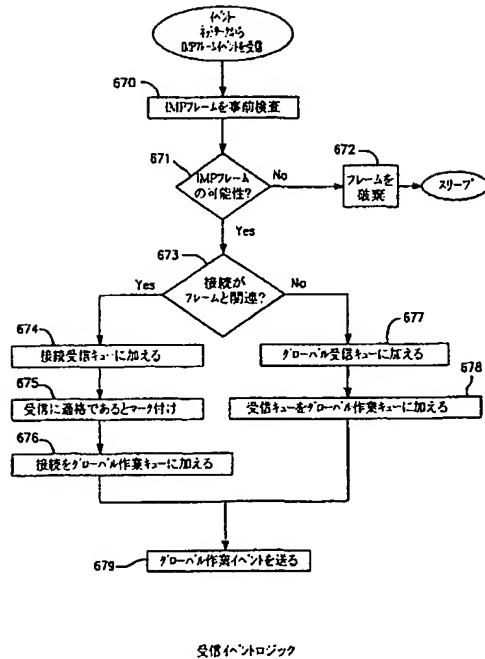 イベント
ネットワークから
IMPフレームイベントを受信
670
IMPフレームを事前検査
671
IMPフレーム
の可能性?
No
672
フレームを
破棄
スリープ
Yes
673
接続が
フレームと関連?
Yes
No
674
接続受信キューに加える
677
グローバル受信キューに加える
675
受信に適格であるとマーク付け
678
受信キューをグローバル作業キューに加える
676
接続をグローバル作業キューに加える
679
グローバル作業イベントを送る
受信イベントロジック